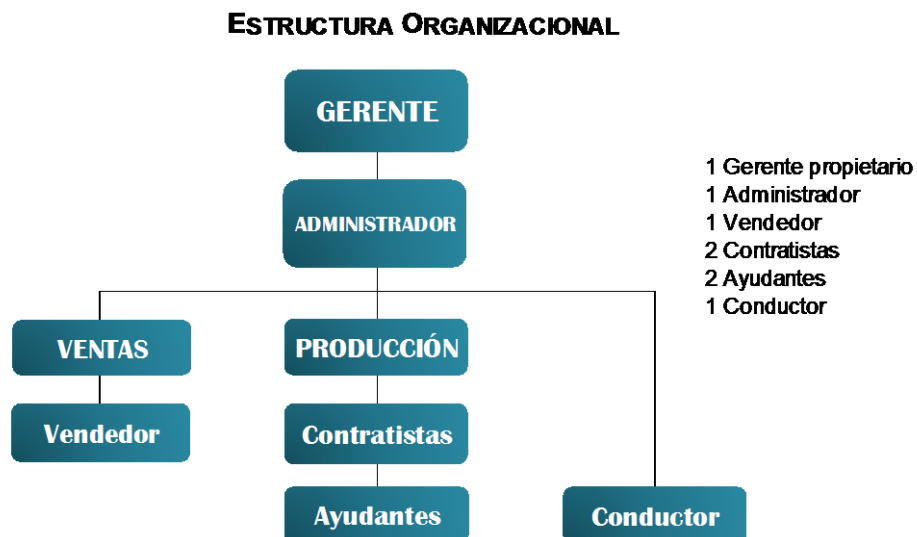 ESTRUCTURA ORGANIZACIONAL
GERENTE
ADMINISTRADOR
1 Gerente propietario
1 Administrador
1 Vendedor
2 Contratistas
2 Ayudantes
1 Conductor
VENTAS
PRODUCCIÓN
Vendedor
Contratistas
Ayudantes
Conductor